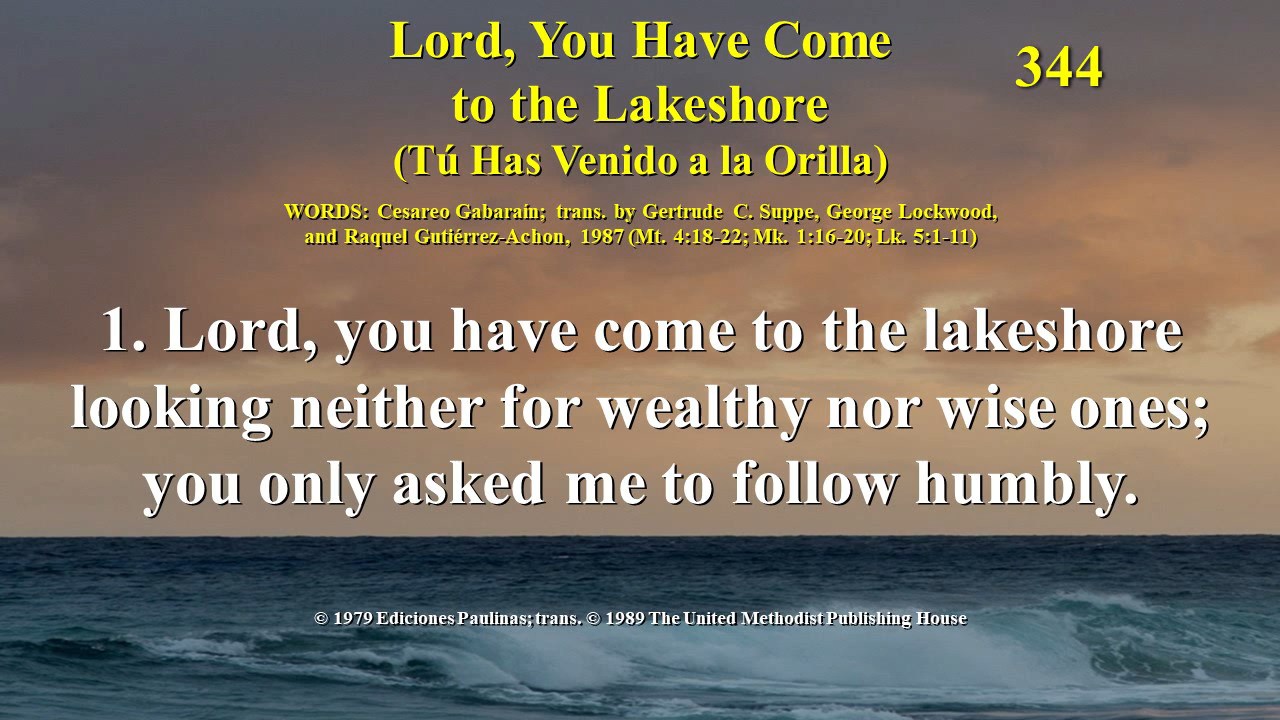 Lord, You Have Come
344
to the Lakeshore
(Tú Has Venido a la Orilla)
WORDS: Cesareo Gabaraín; trans. by Gertrude C. Suppe, George Lockwood,
and Raquel Gutiérrez-Achon, 1987 (Mt. 4:18-22; Mk. 1:16-20; Lk. 5:1-11)
1. Lord, you have come to the lakeshore
looking neither for wealthy nor wise ones;
you only asked me to follow humbly.
© 1979 Ediciones Paulinas; trans. © 1989 The United Methodist Publishing House